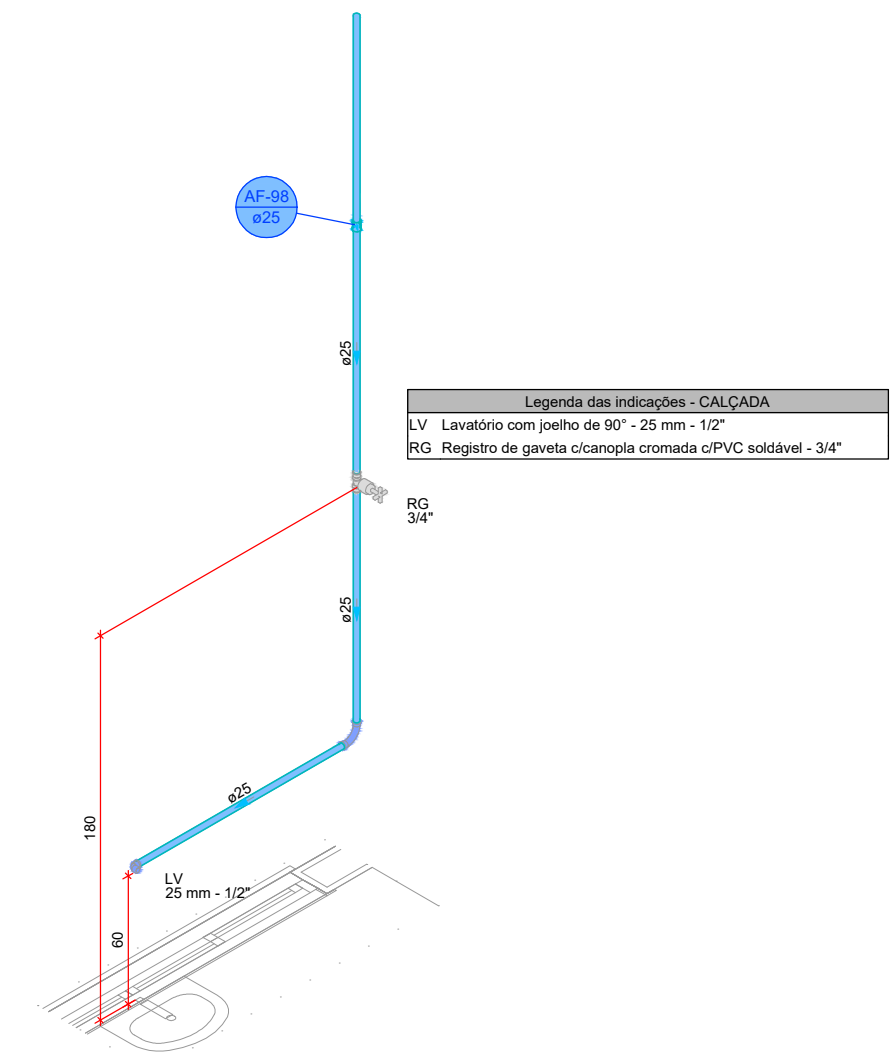 AF-98
ø25
ø25
Legenda das indicações - CALÇADA
LV Lavatório com joelho de 90° - 25 mm - 1/2"
RG Registro de gaveta c/canopla cromada c/PVC soldável - 3/4"
RG
3/4"
ø25
ø25
180
LV
25 mm - 1/2"
60